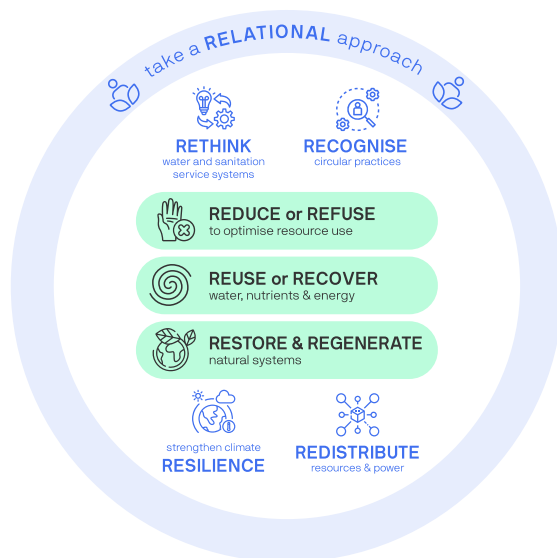 take a RELATIONAL approach
RETHINK
water and sanitation
service systems
RECOGNISE
circular practices
REDUCE or REFUSE
to optimise resource use
REUSE or RECOVER
water, nutrients & energy
RESTORE & REGENERATE
natural systems
strengthen climate
RESILIENCE
REDISTRIBUTE
resources & power